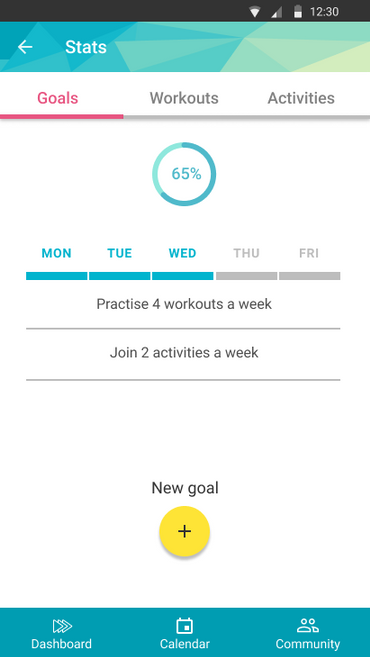 12:30
Stats
Goals Workouts Activities
65%
MON TUE WED THU FRI
Practise 4 workouts a week
Join 2 activities a week
New goal
+
Dashboard Calendar Community